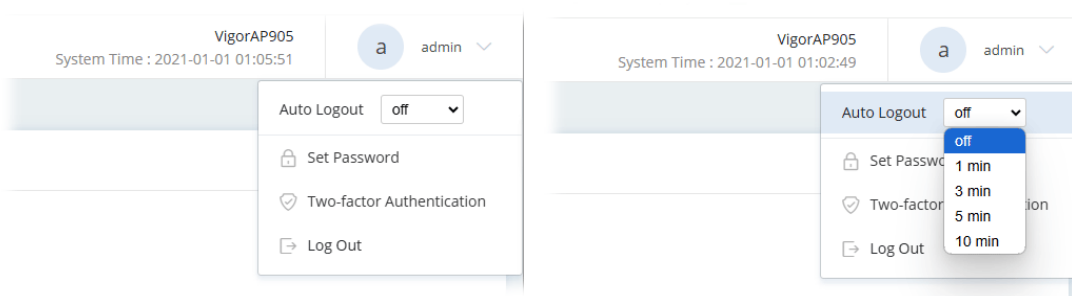 VigorAP905
System Time : 2021-01-01 01:05:51
a admin
Auto Logout off
Set Password
Two-factor Authentication
Log Out
VigorAP905
System Time : 2021-01-01 01:02:49
a admin
Auto Logout off
off
1 min
3 min
5 min
10 min
Set Passwo
Two-factor ion
Log Out